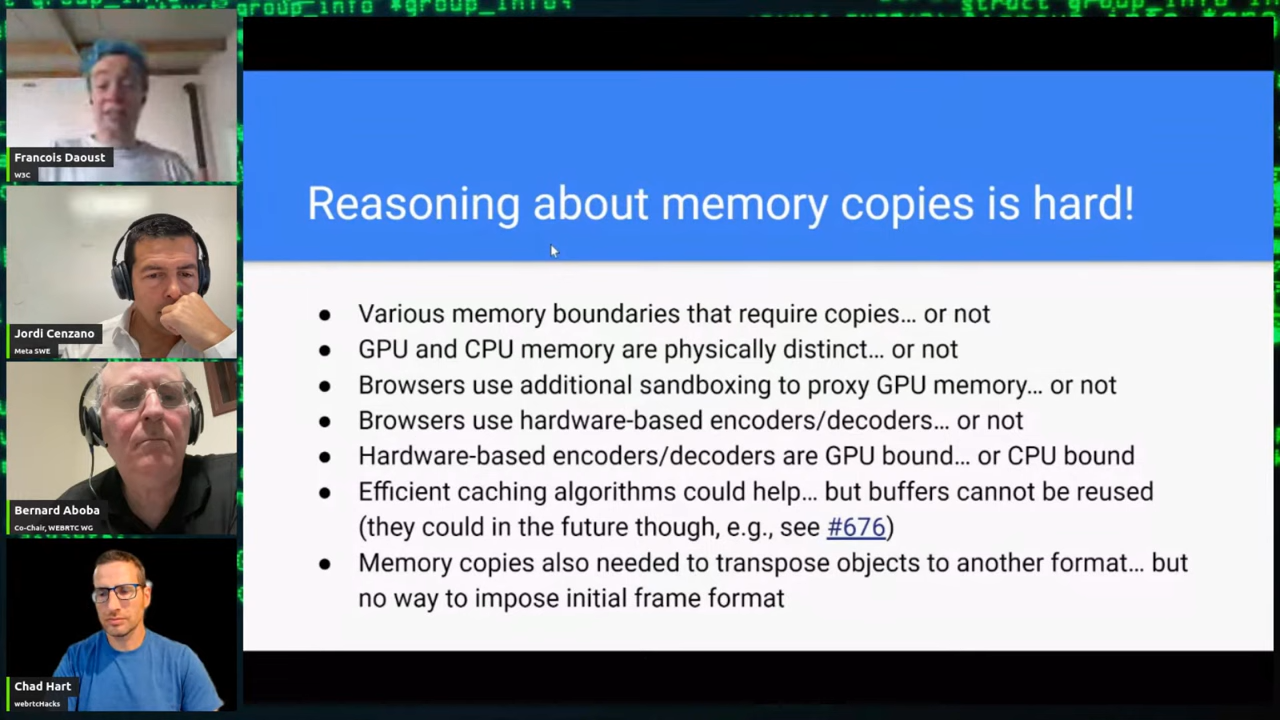 struct group_info *group_info;
struct group_info
Francois Daoust
W3C
Jordi Cenzano
Meta SWE
Bernard Aboba
Co-Chair, WEBRTC WG
Chad Hart
webrtcHacks
Reasoning about memory copies is hard!
● Various memory boundaries that require copies… or not
● GPU and CPU memory are physically distinct… or not
● Browsers use additional sandboxing to proxy GPU memory… or not
● Browsers use hardware-based encoders/decoders… or not
● Hardware-based encoders/decoders are GPU bound… or CPU bound
● Efficient caching algorithms could help… but buffers cannot be reused
(they could in the future though, e.g., see #676)
● Memory copies also needed to transpose objects to another format… but
no way to impose initial frame format